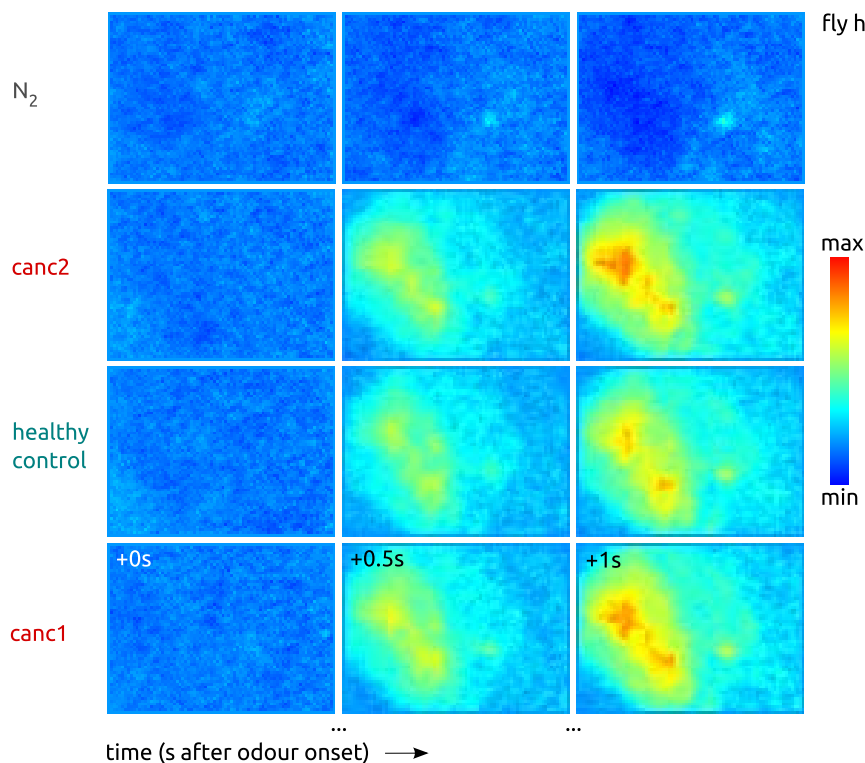 fly h
N₂
canc2
max
healthy
control
min
+0s
+0.5s
+1s
canc1
...
...
time (s after odour onset)